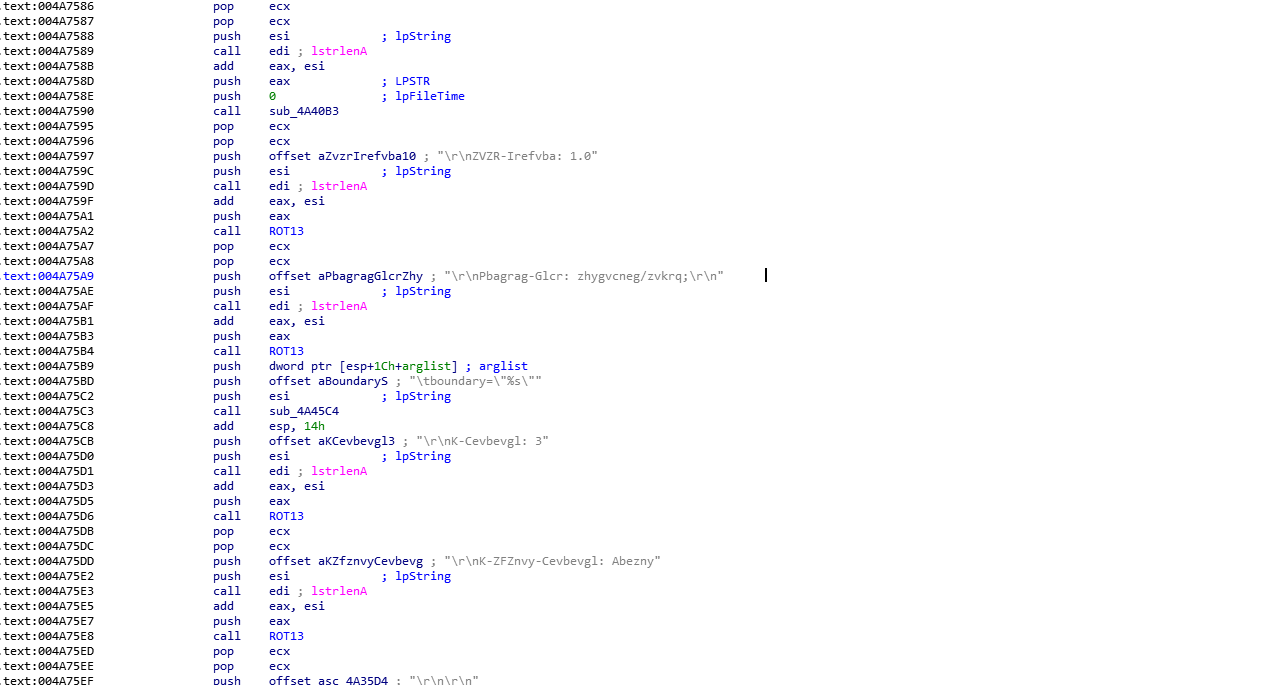 .text:004A7586 pop ecx
.text:004A7587 pop ecx
.text:004A7588 push esi ; lpString
.text:004A7589 call edi ; lstrlenA
.text:004A758B add eax, esi
.text:004A758D push eax ; LPSTR
.text:004A758E push 0 ; lpFileTime
.text:004A7590 call sub_4A40B3
.text:004A7595 pop ecx
.text:004A7596 pop ecx
.text:004A7597 push offset aZvzrIrefvba10 ; "\r\nZVZR-Irefvba: 1.0"
.text:004A759C push esi ; lpString
.text:004A759D call edi ; lstrlenA
.text:004A759F add eax, esi
.text:004A75A1 push eax
.text:004A75A2 call ROT13
.text:004A75A7 pop ecx
.text:004A75A8 pop ecx
.text:004A75A9 push offset aPbagragGlcrZhy ; "\r\nPbagrag-Glcr: zhygvcneg/zvkrq;\r\n"
.text:004A75AE push esi ; lpString
.text:004A75AF call edi ; lstrlenA
.text:004A75B1 add eax, esi
.text:004A75B3 push eax
.text:004A75B4 call ROT13
.text:004A75B9 push dword ptr [esp+1Ch+arglist] ; arglist
.text:004A75BD push offset aBoundaryS ; "\tboundary=\"%s\""
.text:004A75C2 push esi ; lpString
.text:004A75C3 call sub_4A45C4
.text:004A75C8 add esp, 14h
.text:004A75CB push offset aKCevbevgl3 ; "\r\nK-Cevbevgl: 3"
.text:004A75D0 push esi ; lpString
.text:004A75D1 call edi ; lstrlenA
.text:004A75D3 add eax, esi
.text:004A75D5 push eax
.text:004A75D6 call ROT13
.text:004A75DB pop ecx
.text:004A75DC pop ecx
.text:004A75DD push offset aKZfznvyCevbevg ; "\r\nK-ZFZnvy-Cevbevgl: Abezny"
.text:004A75E2 push esi ; lpString
.text:004A75E3 call edi ; lstrlenA
.text:004A75E5 add eax, esi
.text:004A75E7 push eax
.text:004A75E8 call ROT13
.text:004A75ED pop ecx
.text:004A75EE pop ecx
.text:004A75EF push offset asc_4A35D4 ; "\r\n\r\n"